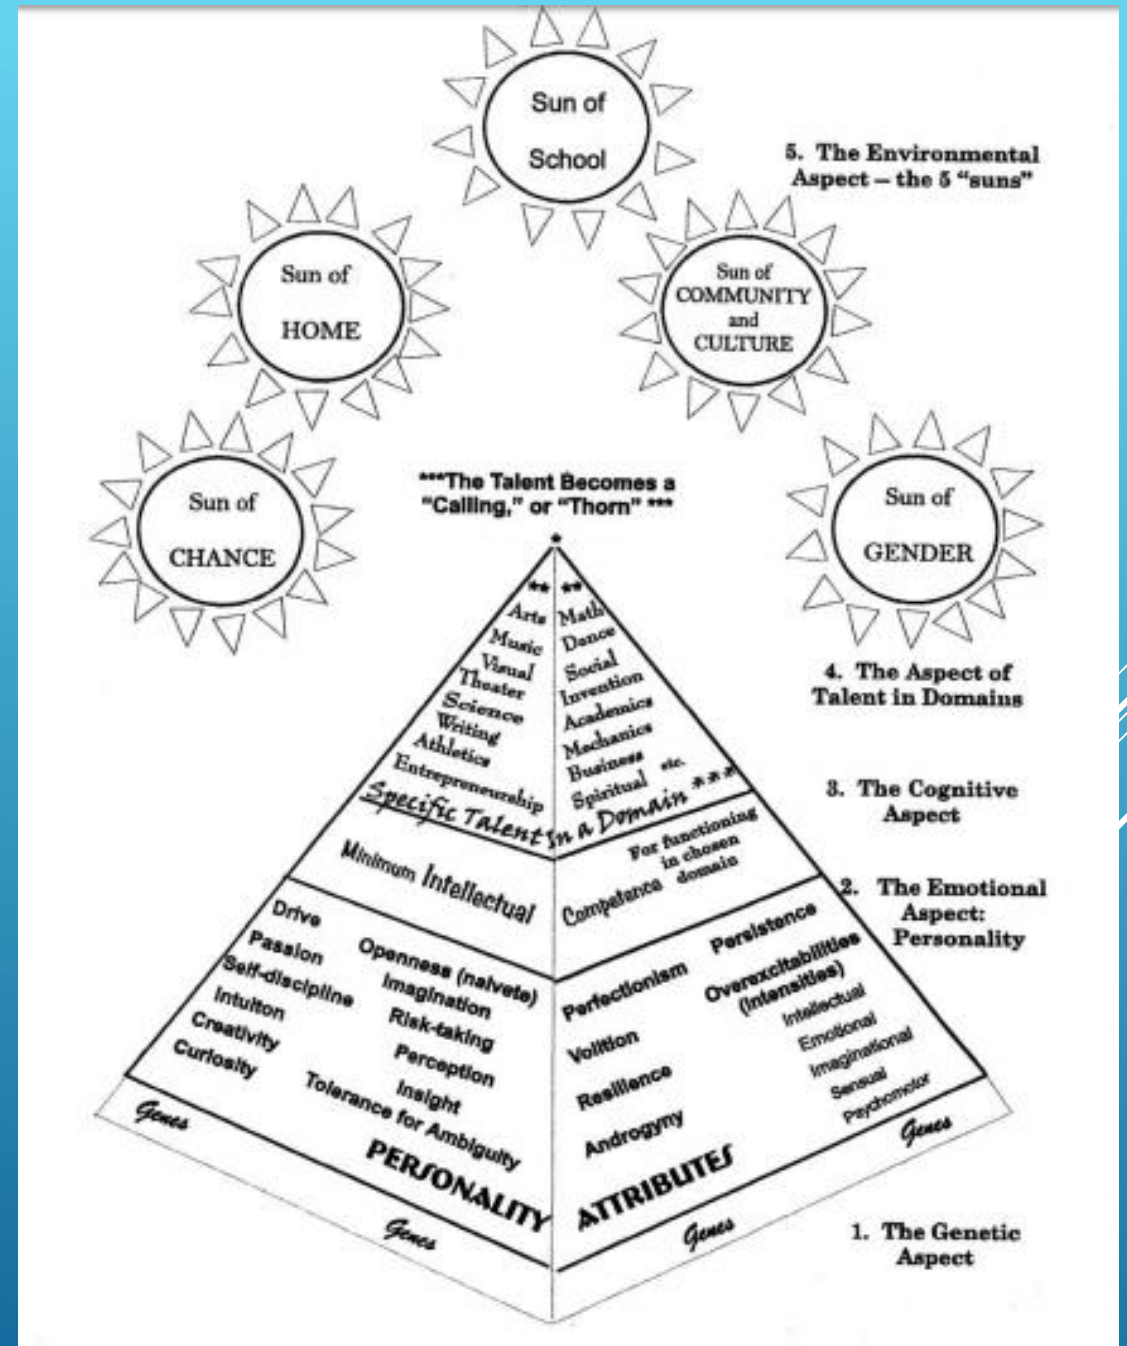 Sun of
School
5. The Environmental
Aspect – the 5 “suns”
Sun of
HOME
Sun of
COMMUNITY
and
CULTURE
Sun of
CHANCE
***The Talent Becomes a
“Calling,” or “Thorn” ***
Sun of
GENDER
*
** **
Arts
Music
Visual
Theater
Science
Writing
Athletics
Entrepreneurship
Math
Dance
Social
Invention
Academics
Mechanics
Business
Spiritual etc.
Specific Talent in a Domain ***
4. The Aspect of
Talent in Domains
3. The Cognitive
Aspect
Minimum Intellectual
Competence
For functioning
in chosen
domain
2. The Emotional
Aspect:
Personality
Drive
Passion
Self-discipline
Intuiton
Creativity
Curiosity
Openness (naivete)
Imagination
Risk-taking
Perception
Insight
Tolerance for Ambiguity
Perfectionism
Volition
Resilience
Androgyny
Persistence
Overexcitabilities
(intensities)
Intellectual
Emotional
Imaginational
Sensual
Psychomotor
PERSONALITY
ATTRIBUTES
Genes
Genes
Genes
Genes
1. The Genetic
Aspect